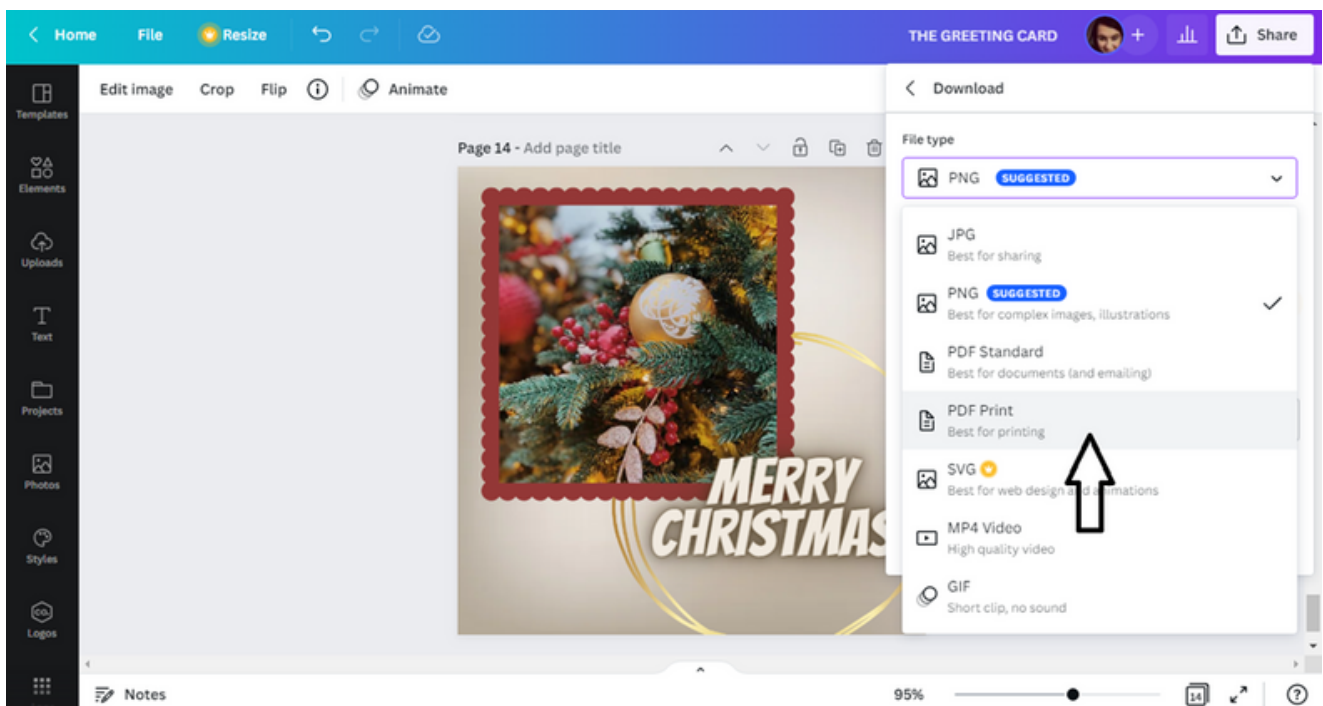 Home File Resize THE GREETING CARD + Share
Edit image Crop Flip Animate
Download
Templates
Elements
Uploads
Text
Projects
Photos
Styles
CO.
Logos
Page 14 - Add page title
MERRY
CHRISTMAS
File type
PNG SUGGESTED
JPG
Best for sharing
PNG SUGGESTED
Best for complex images, illustrations
PDF Standard
Best for documents (and emailing)
PDF Print
Best for printing
SVG
Best for web design and animations
MP4 Video
High quality video
GIF
Short clip, no sound
Notes
95%
14
?